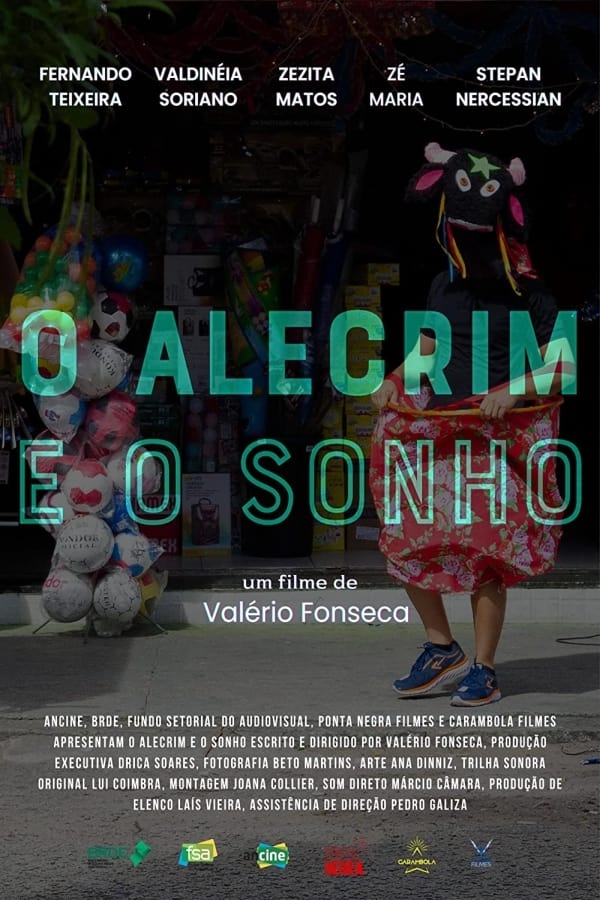 FERNANDO TEIXEIRA
VALDINÉIA SORIANO
ZEZITA MATOS
ZÉ MARIA
STEPAN NERCESSIAN
O ALECRIM
E O SONHO
um filme de
Valério Fonseca
ANCINE, BRDE, FUNDO SETORIAL DO AUDIOVISUAL, PONTA NEGRA FILMES E CARAMBOLA FILMES
APRESENTAM O ALECRIM E O SONHO ESCRITO E DIRIGIDO POR VALÉRIO FONSECA, PRODUÇÃO
EXECUTIVA DRICA SOARES, FOTOGRAFIA BETO MARTINS, ARTE ANA DINNIZ, TRILHA SONORA
ORIGINAL LUI COIMBRA, MONTAGEM JOANA COLLIER, SOM DIRETO MÁRCIO CÂMARA, PRODUÇÃO DE
ELENCO LAÍS VIEIRA, ASSISTÊNCIA DE DIREÇÃO PEDRO GALIZA
BRDE
fsa
ancine
CARAMBOLA
FILMES